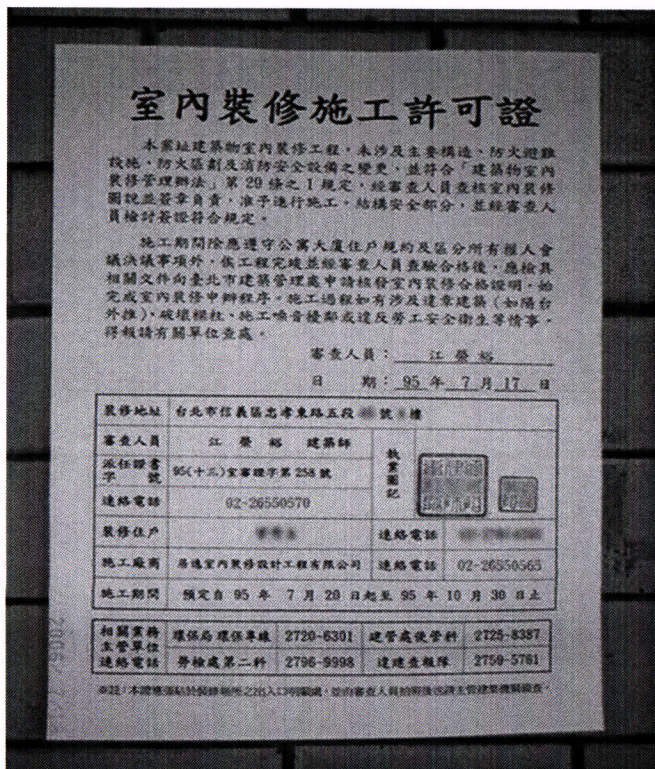 室內裝修施工許可證
本案址建築物室內裝修工程，未涉及主要構造、防火避難
設施、防火區劃及消防安全設備之變更，並符合「建築物室內
裝修管理辦法」第29條之1規定，經審查人員查核室內裝修
圖說並簽章負責，准予進行施工。結構安全部分，並經審查人
員檢討簽證符合規定。
施工期間除應遵守公寓大廈住戶規約及區分所有權人會
議決議事項外，俟工程完竣並經審查人員查驗合格後，應檢具
相關文件向臺北市建築管理處申請核發室內裝修合格證明，始
完成室內裝修申辦程序。施工過程如有涉及違章建築（如陽台
外推）、破壞樑柱、施工噪音擾鄰或違反勞工安全衛生等情事，
得報請有關單位查處。
審查人員：江榮裕
日期：95年7月17日
裝修地址 台北市信義區忠孝東路五段 號 樓
審查人員 江榮裕 建築師 執業圖記
派任證書字號 95(十三)室審證字第258號
連絡電話 02-26550570
裝修住戶 連絡電話
施工廠商 居逸室內裝修設計工程有限公司 連絡電話 02-26550565
施工期間 預定自95年7月20日起至95年10月30日止
相關業務主管單位連絡電話 環保局環保專線 2720-6301 建管處使管科 2725-8387
勞檢處第二科 2796-9998 違建查報隊 2759-5761